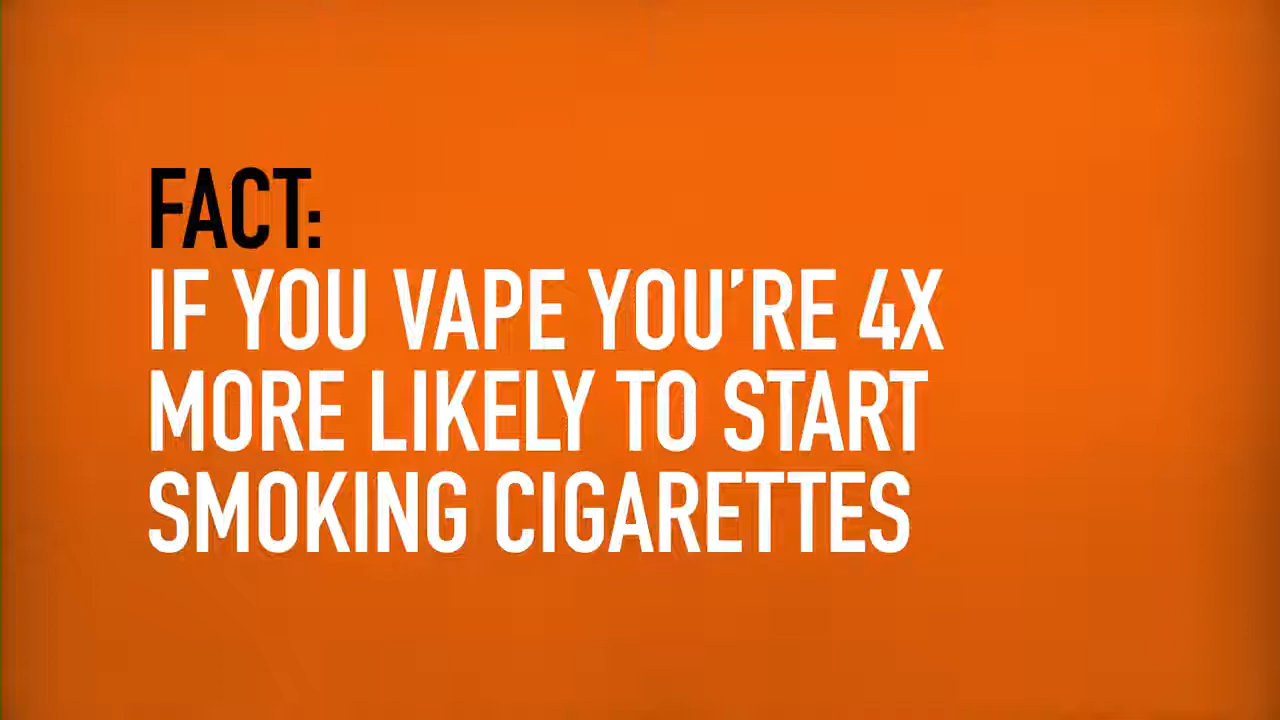 FACT:
IF YOU VAPE YOU'RE 4X
MORE LIKELY TO START
SMOKING CIGARETTES